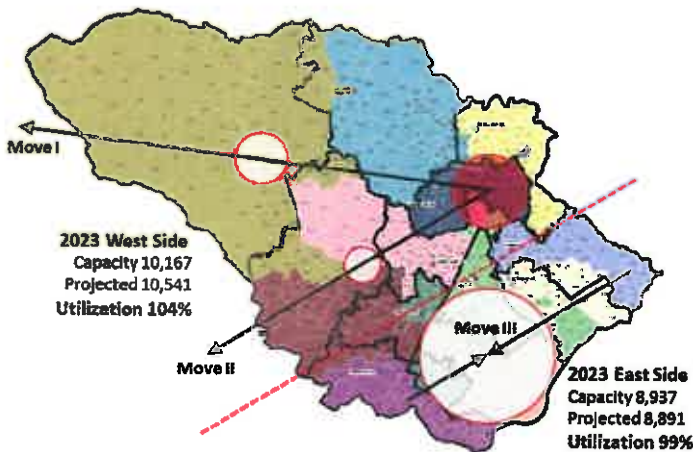 Move I
2023 West Side
Capacity 10,167
Projected 10,541
Utilization 104%
Move II
Move III
2023 East Side
Capacity 8,937
Projected 8,891
Utilization 99%